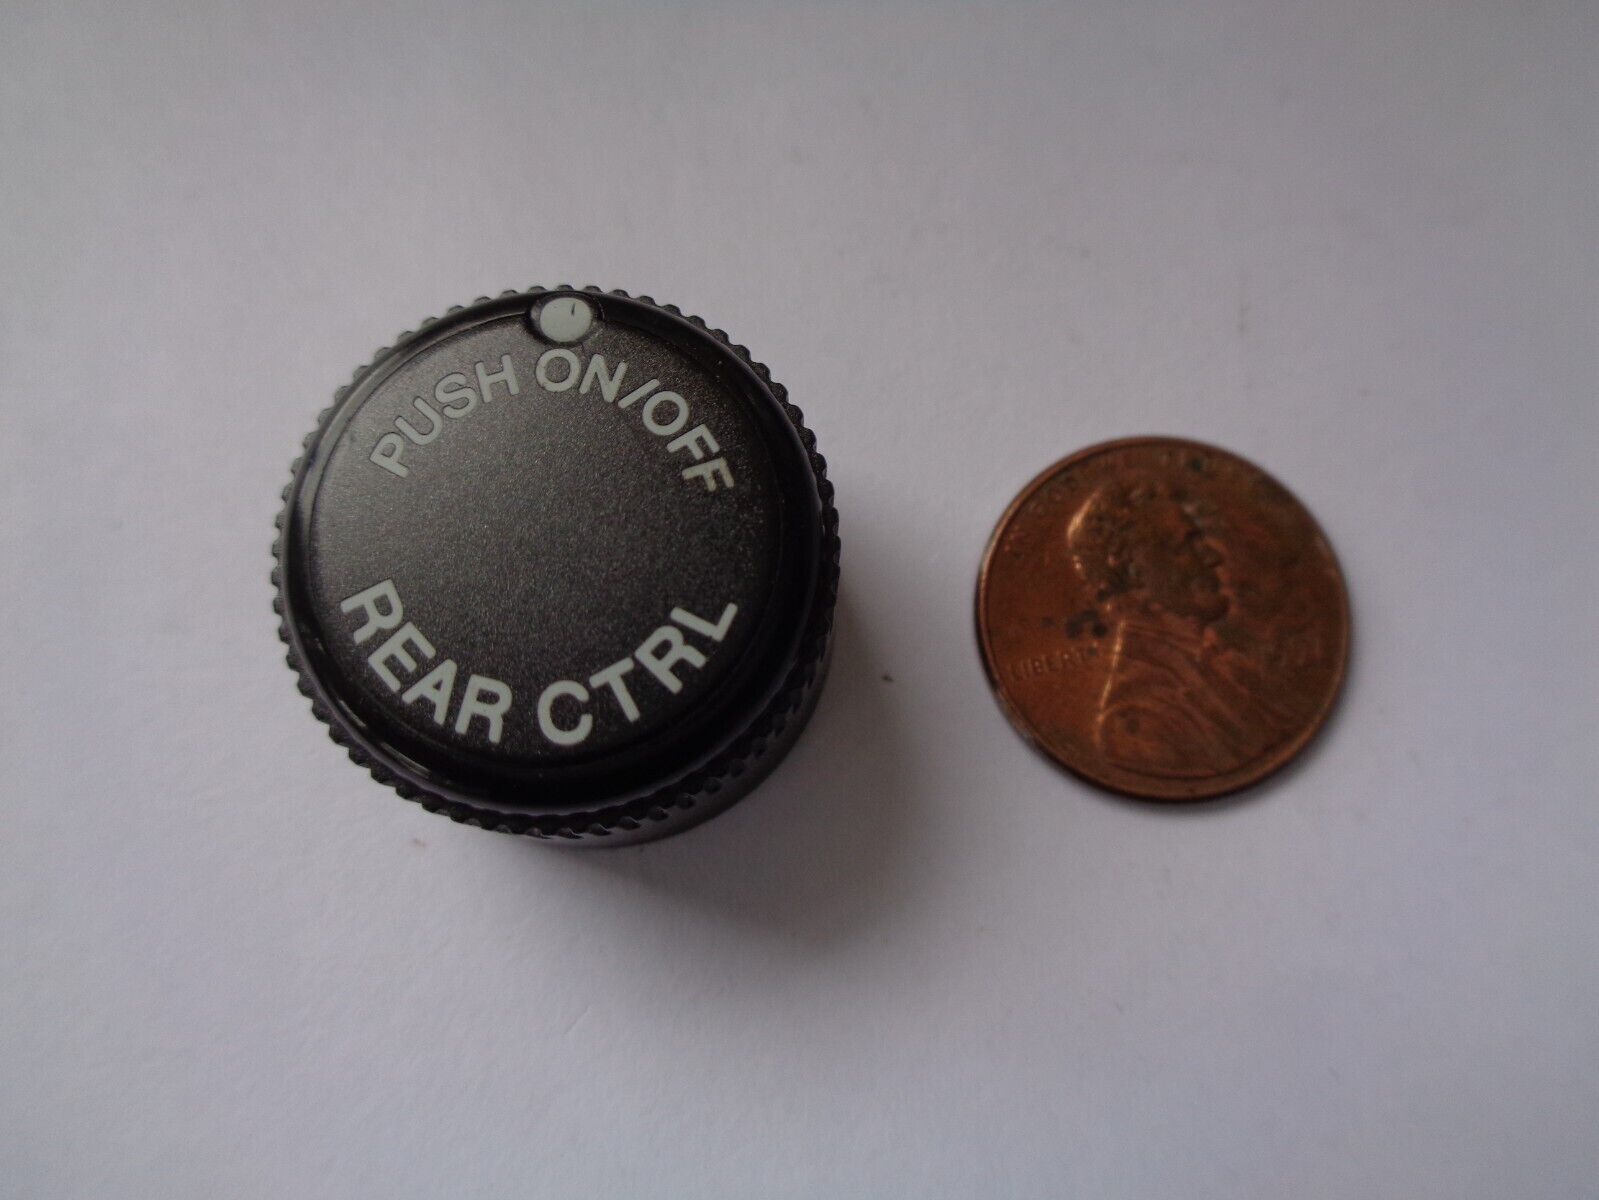 PUSH ON/OFF
REAR CTRL
LIBERTY